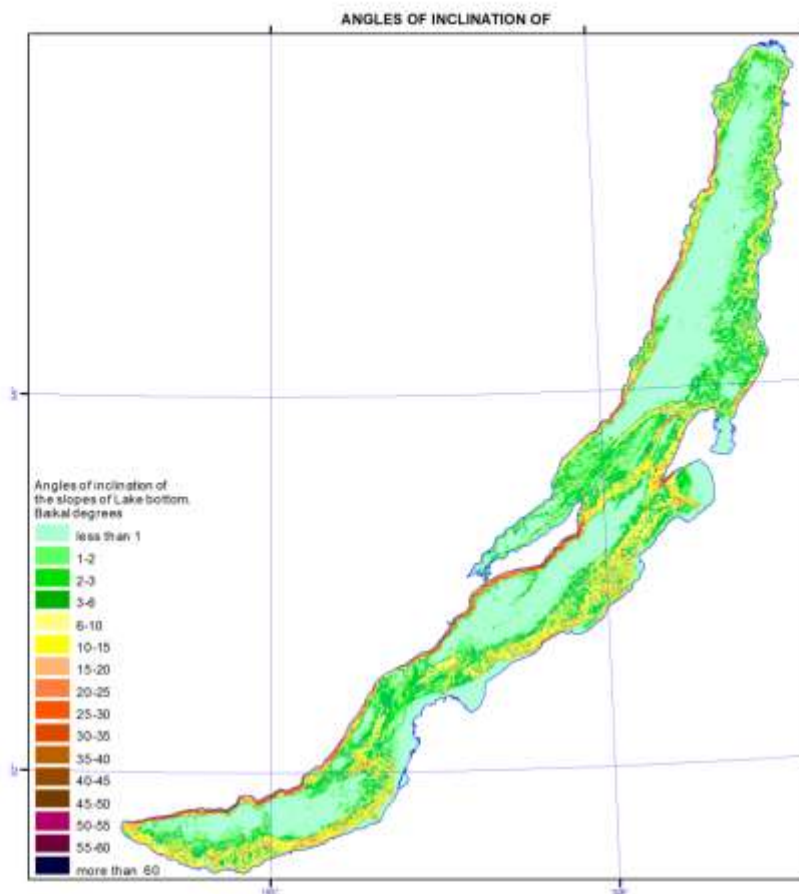 ANGLES OF INCLINATION OF
Angles of inclination of
the slopes of Lake bottom.
Baikal degrees
less than 1
1-2
2-3
3-6
6-10
10-15
15-20
20-25
25-30
30-35
35-40
40-45
45-50
50-55
55-60
more than 60